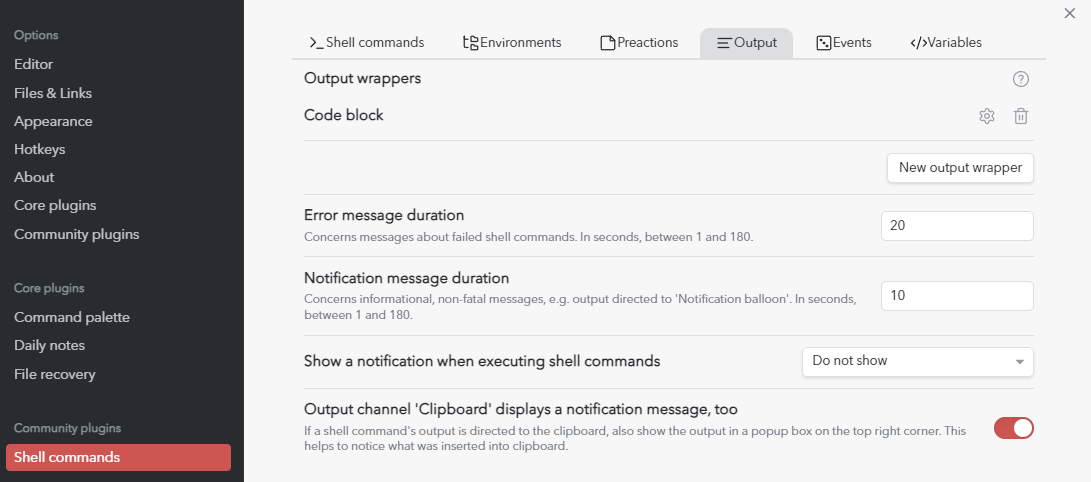 Options
Editor
Files & Links
Appearance
Hotkeys
About
Core plugins
Community plugins
Core plugins
Command palette
Daily notes
File recovery
Community plugins
Shell commands
Shell commands Environments Preactions Output Events Variables
Output wrappers
Code block
New output wrapper
Error message duration
Concerns messages about failed shell commands. In seconds, between 1 and 180.
20
Notification message duration
Concerns informational, non-fatal messages, e.g. output directed to 'Notification balloon'. In seconds,
between 1 and 180.
10
Show a notification when executing shell commands
Do not show
Output channel 'Clipboard' displays a notification message, too
If a shell command's output is directed to the clipboard, also show the output in a popup box on the top right corner. This
helps to notice what was inserted into clipboard.